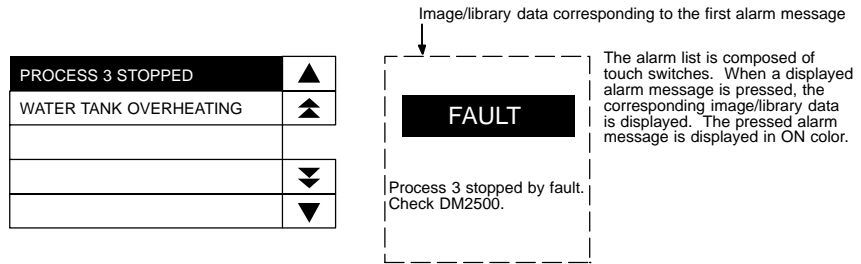 Image/library data corresponding to the first alarm message
PROCESS 3 STOPPED
WATER TANK OVERHEATING
FAULT
Process 3 stopped by fault.
Check DM2500.
The alarm list is composed of
touch switches. When a displayed
alarm message is pressed, the
corresponding image/library data
is displayed. The pressed alarm
message is displayed in ON color.